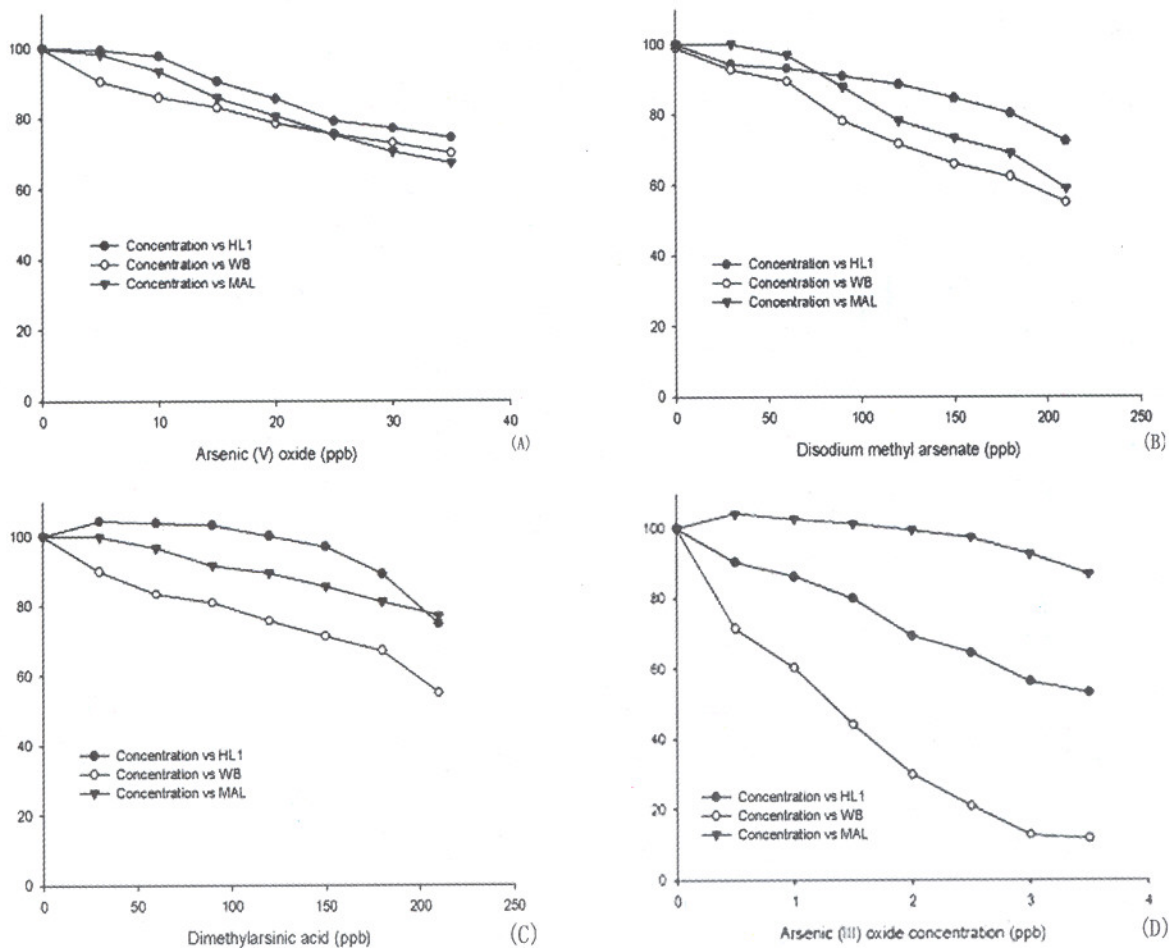 100
80
60
40
20
0
Concentration vs HL1
Concentration vs WB
Concentration vs MAL
0 10 20 30 40
Arsenic (V) oxide (ppb)
(A)
100
80
60
40
20
0
Concentration vs HL1
Concentration vs WB
Concentration vs MAL
0 50 100 150 200 250
Disodium methyl arsenate (ppb)
(B)
100
80
60
40
20
0
Concentration vs HL1
Concentration vs WB
Concentration vs MAL
0 50 100 150 200 250
Dimethylarsinic acid (ppb)
(C)
100
80
60
40
20
0
Concentration vs HL1
Concentration vs WB
Concentration vs MAL
0 1 2 3 4
Arsenic (III) oxide concentration (ppb)
(D)